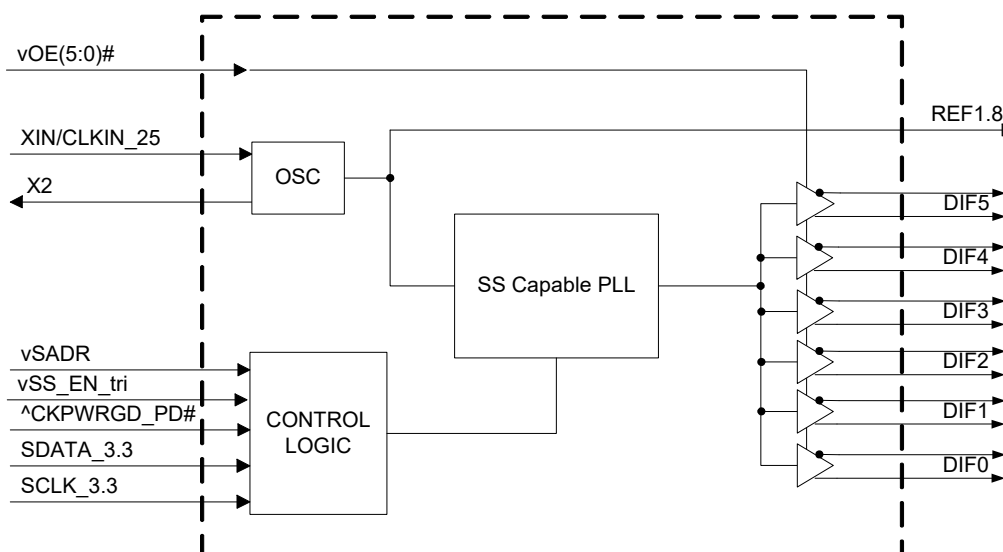 vOE(5:0)#
REF1.8
XIN/CLKIN_25
OSC
X2
DIF5
DIF4
SS Capable PLL
DIF3
DIF2
vSADR
vSS_EN_tri
^CKPWRGD_PD#
CONTROL
LOGIC
DIF1
SDATA_3.3
DIF0
SCLK_3.3